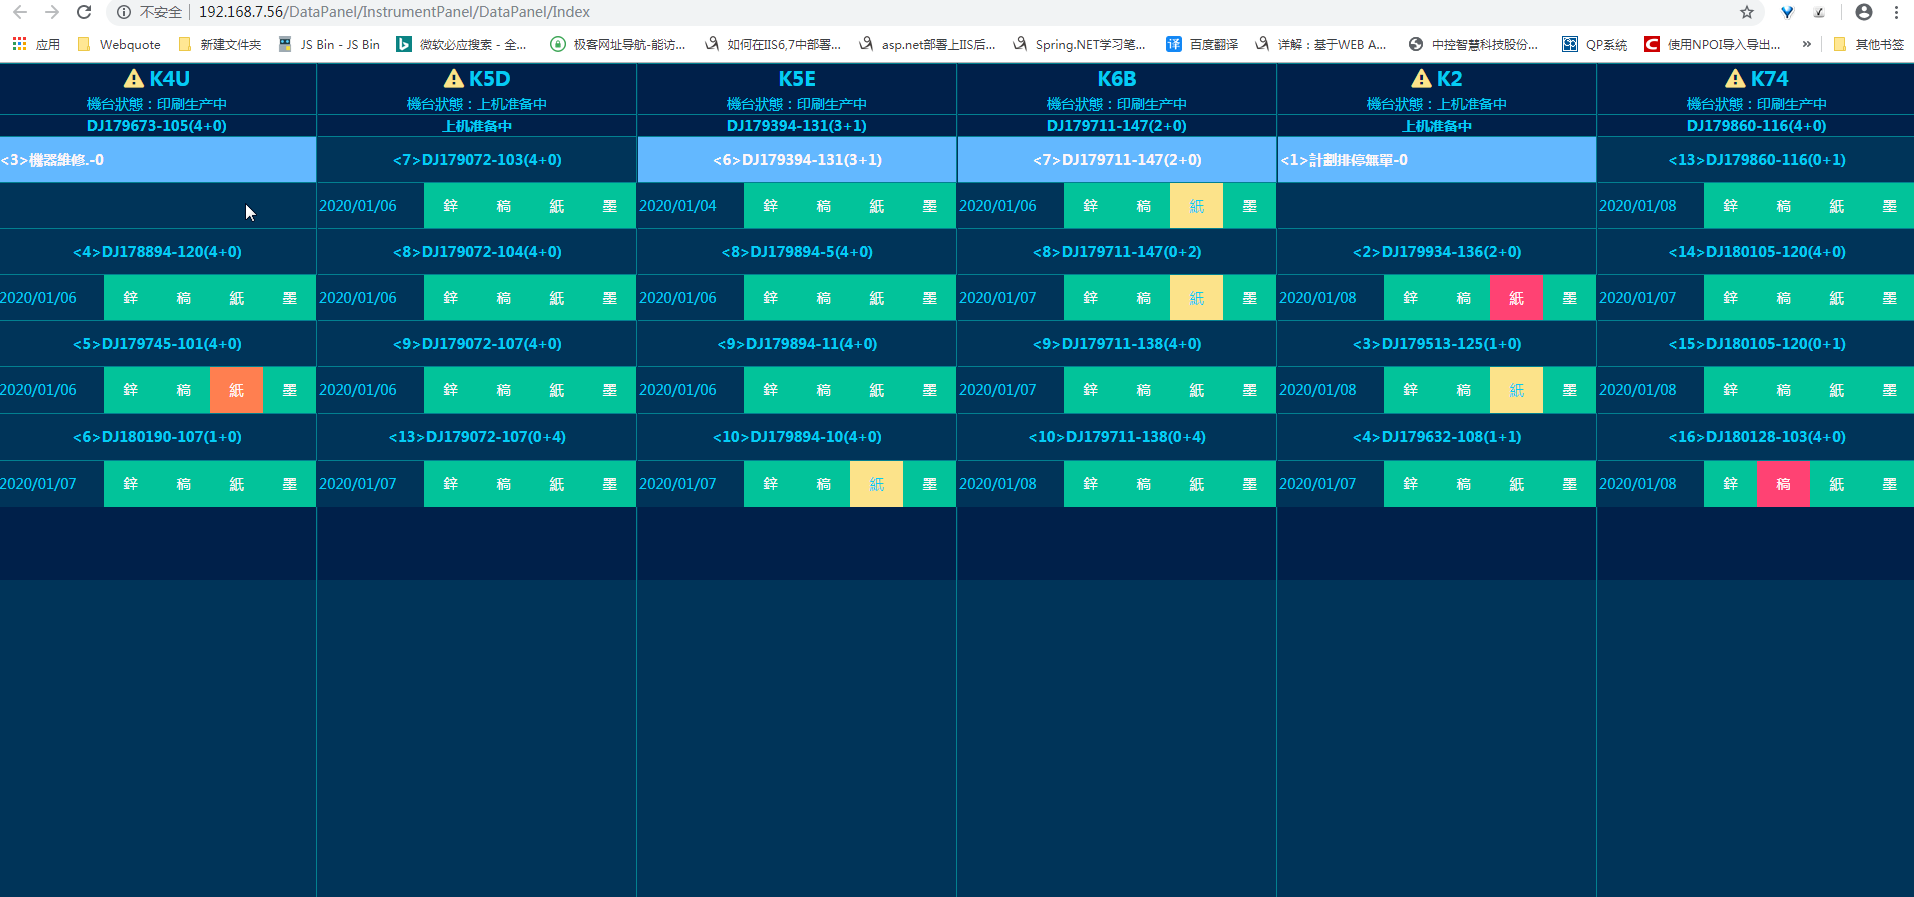 不安全 192.168.7.56/DataPanel/InstrumentPanel/DataPanel/Index
应用 Webquote 新建文件夹 JS Bin - JS Bin 微软必应搜索 - 全... 极客网址导航-能访... 如何在IIS6,7中部署... asp.net部署上IIS后... Spring.NET学习笔... 百度翻译 详解：基于WEB A... 中控智慧科技股份... QP系统 使用NPOI导入导出... » 其他书签
K4U K5D K5E K6B K2 K74
機台狀態：印刷生产中 機台狀態：上机准备中 機台狀態：印刷生产中 機台狀態：印刷生产中 機台狀態：上机准备中 機台狀態：印刷生产中
DJ179673-105(4+0) 上机准备中 DJ179394-131(3+1) DJ179711-147(2+0) 上机准备中 DJ179860-116(4+0)
<3>機器維修.-0 <7>DJ179072-103(4+0) <6>DJ179394-131(3+1) <7>DJ179711-147(2+0) <1>計劃排停無單-0 <13>DJ179860-116(0+1)
2020/01/06 鋅 稿 紙 墨 2020/01/04 鋅 稿 紙 墨 2020/01/06 鋅 稿 紙 墨 2020/01/08 鋅 稿 紙 墨
<4>DJ178894-120(4+0) <8>DJ179072-104(4+0) <8>DJ179894-5(4+0) <8>DJ179711-147(0+2) <2>DJ179934-136(2+0) <14>DJ180105-120(4+0)
2020/01/06 鋅 稿 紙 墨 2020/01/06 鋅 稿 紙 墨 2020/01/06 鋅 稿 紙 墨 2020/01/07 鋅 稿 紙 墨 2020/01/08 鋅 稿 紙 墨 2020/01/07 鋅 稿 紙 墨
<5>DJ179745-101(4+0) <9>DJ179072-107(4+0) <9>DJ179894-11(4+0) <9>DJ179711-138(4+0) <3>DJ179513-125(1+0) <15>DJ180105-120(0+1)
2020/01/06 鋅 稿 紙 墨 2020/01/06 鋅 稿 紙 墨 2020/01/06 鋅 稿 紙 墨 2020/01/07 鋅 稿 紙 墨 2020/01/08 鋅 稿 紙 墨 2020/01/08 鋅 稿 紙 墨
<6>DJ180190-107(1+0) <13>DJ179072-107(0+4) <10>DJ179894-10(4+0) <10>DJ179711-138(0+4) <4>DJ179632-108(1+1) <16>DJ180128-103(4+0)
2020/01/07 鋅 稿 紙 墨 2020/01/07 鋅 稿 紙 墨 2020/01/07 鋅 稿 紙 墨 2020/01/08 鋅 稿 紙 墨 2020/01/07 鋅 稿 紙 墨 2020/01/08 鋅 稿 紙 墨